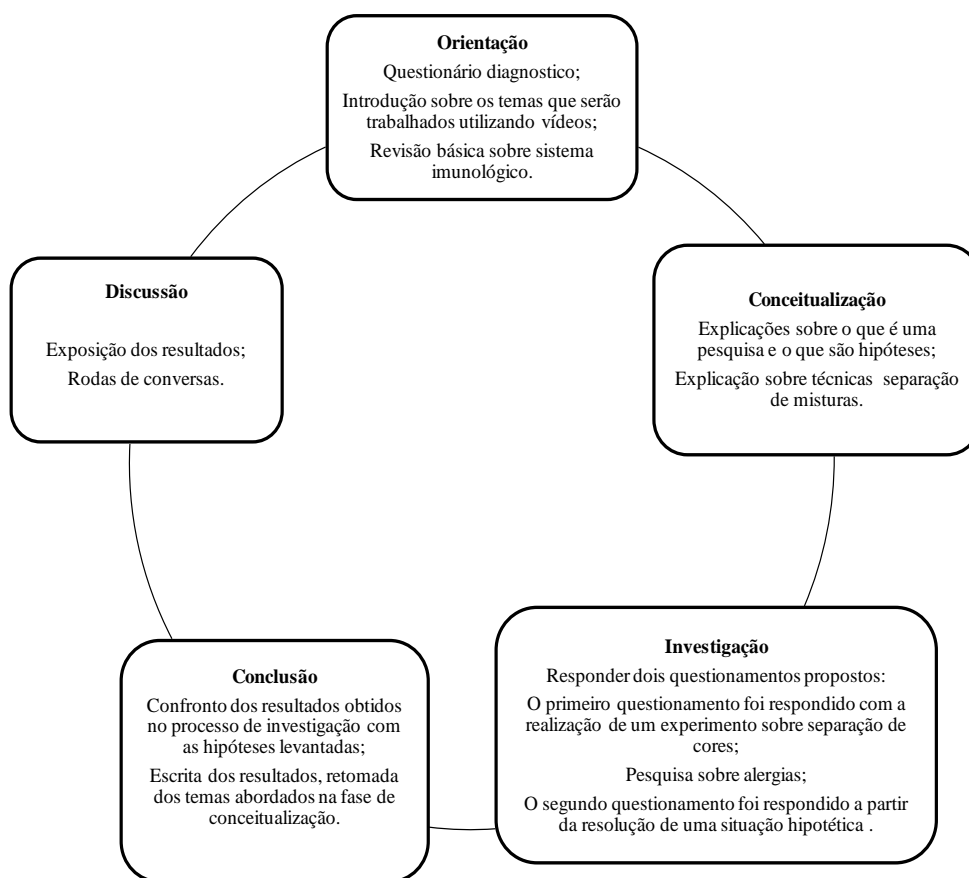 Orientação
Questionário diagnostico;
Introdução sobre os temas que serão
trabalhados utilizando vídeos;
Revisão básica sobre sistema
imunológico.
Conceitualização
Explicações sobre o que é uma
pesquisa e o que são hipóteses;
Explicação sobre técnicas separação
de misturas.
Investigação
Responder dois questionamentos propostos:
O primeiro questionamento foi respondido com a
realização de um experimento sobre separação de
cores;
Pesquisa sobre alergias;
O segundo questionamento foi respondido a partir
da resolução de uma situação hipotética .
Conclusão
Confronto dos resultados obtidos
no processo de investigação com
as hipóteses levantadas;
Escrita dos resultados, retomada
dos temas abordados na fase de
conceitualização.
Discussão
Exposição dos resultados;
Rodas de conversas.